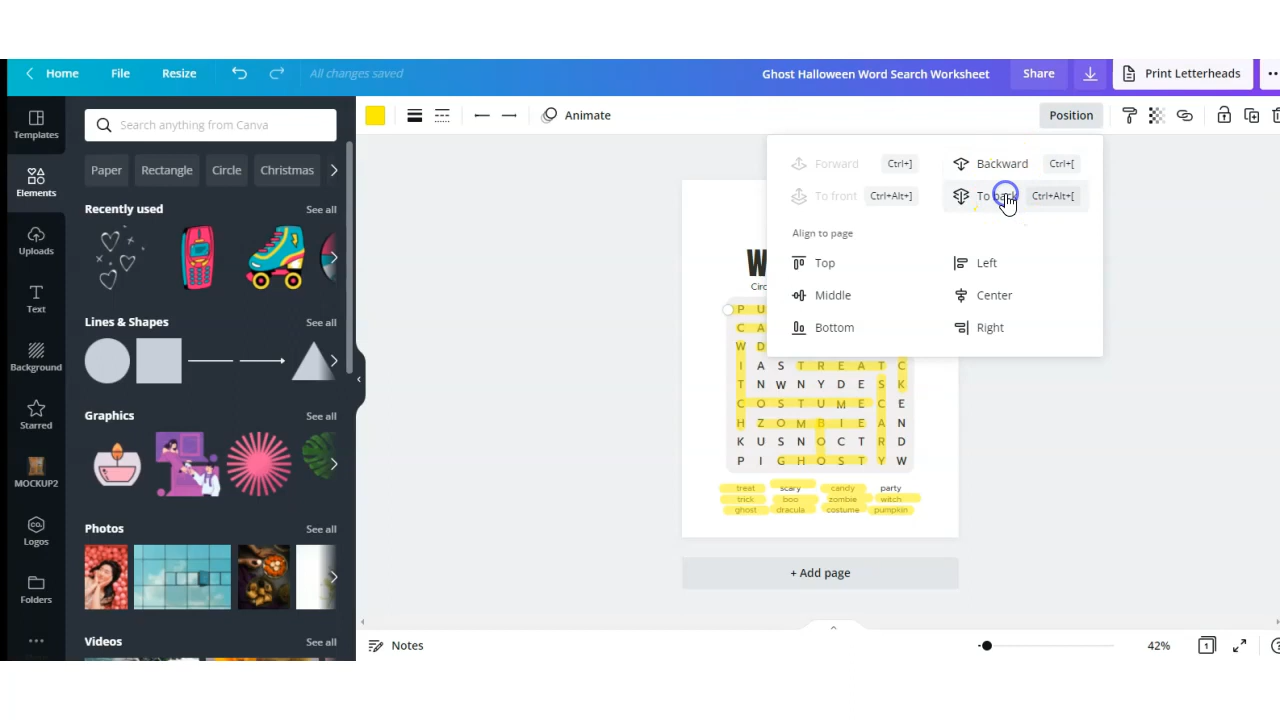 Home File Resize All changes saved Ghost Halloween Word Search Worksheet Share Print Letterheads
Templates
Elements
Uploads
Text
Background
Starred
MOCKUP2
Logos
Folders
Search anything from Canva
Paper Rectangle Circle Christmas
Recently used See all
Lines & Shapes See all
Graphics See all
Photos See all
Videos See all
Animate Position
Forward Ctrl+] Backward Ctrl+[
To front Ctrl+Alt+] To back Ctrl+Alt+[
Align to page
Top Left
Middle Center
Bottom Right
W
Circ
P U
C A
W D
I A S T R E A T C
T N W N Y D E S K
C O S T U M E C E
H Z O M B I E A N
K U S N O C T R D
P I G H O S T Y W
treat scary candy party
trick boo zombie witch
ghost dracula costume pumpkin
+ Add page
Notes 42% 1